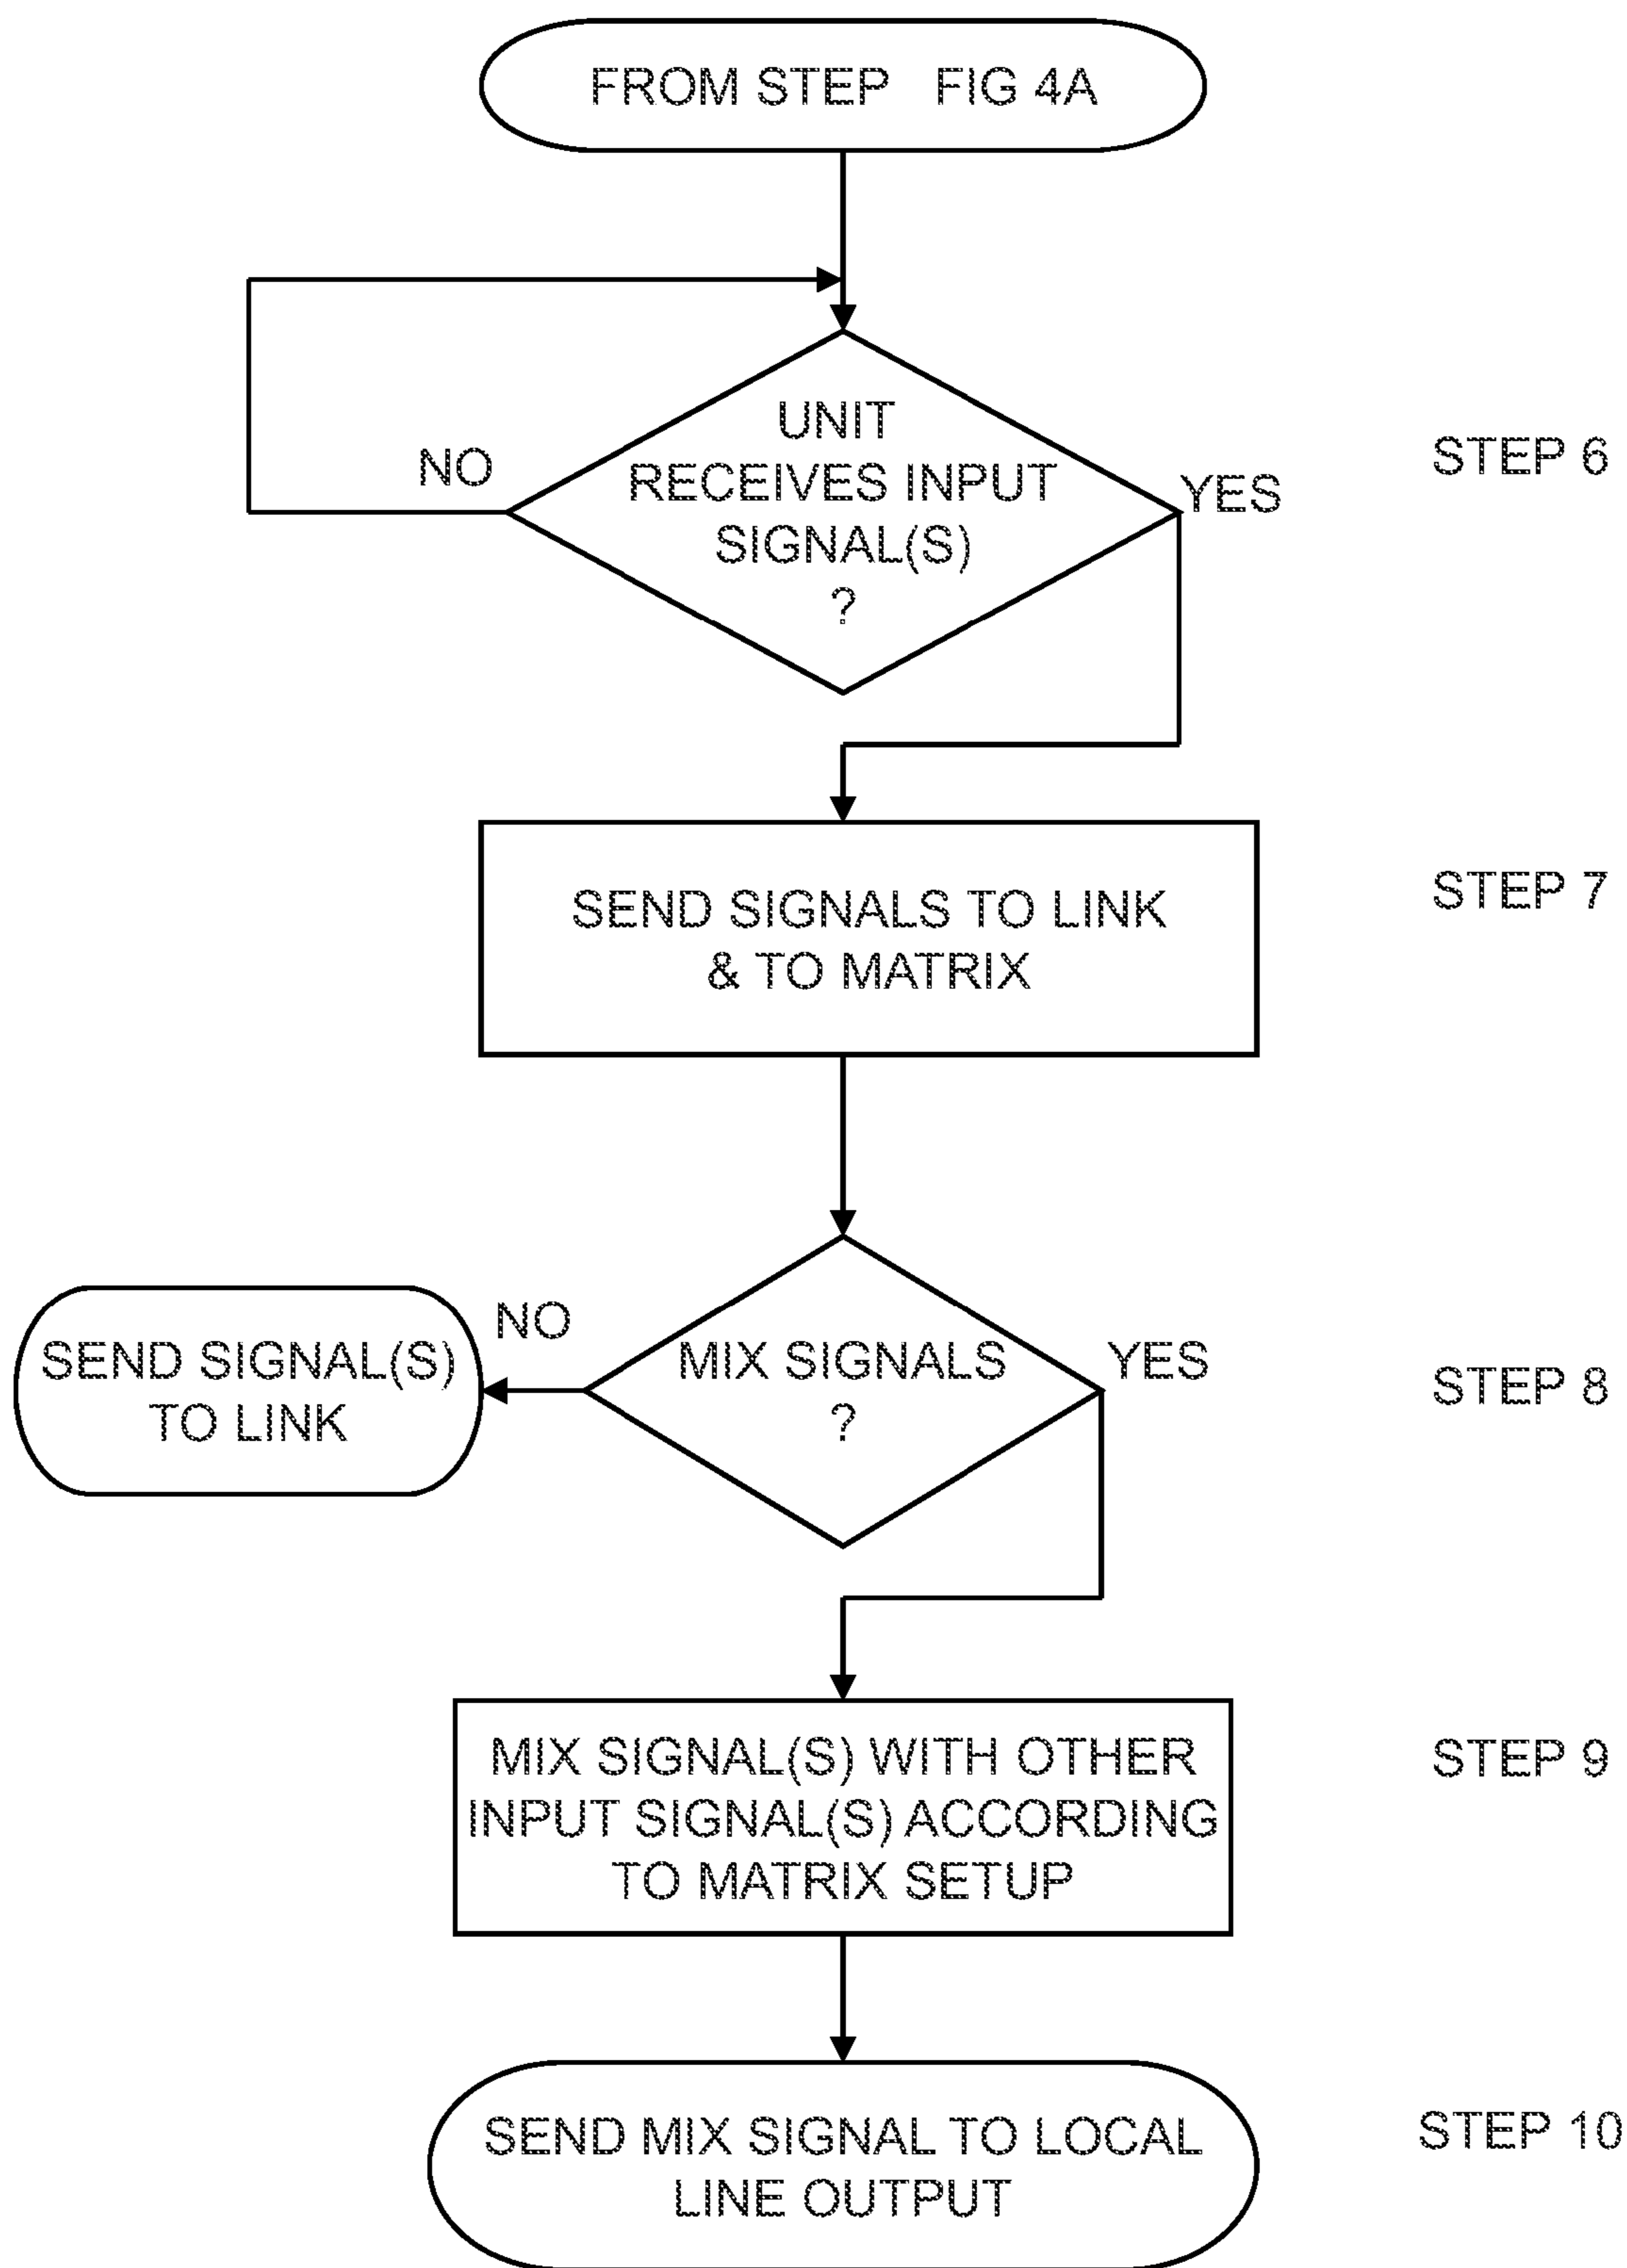 FROM STEP FIG 4A
UNIT
RECEIVES INPUT
SIGNAL(S)
?
NO
YES
STEP 6
SEND SIGNALS TO LINK
& TO MATRIX
STEP 7
SEND SIGNAL(S)
TO LINK
NO
MIX SIGNALS
?
YES
STEP 8
MIX SIGNAL(S) WITH OTHER
INPUT SIGNAL(S) ACCORDING
TO MATRIX SETUP
STEP 9
SEND MIX SIGNAL TO LOCAL
LINE OUTPUT
STEP 10